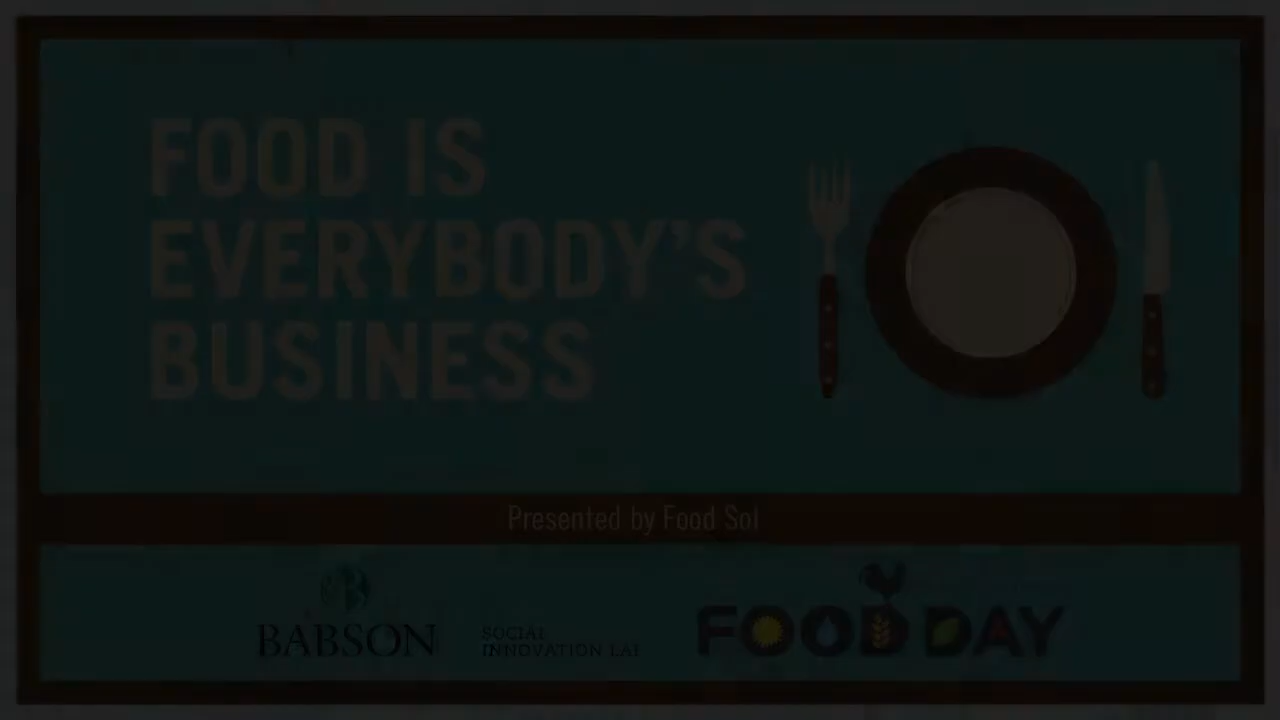 FOOD IS
EVERYBODY'S
BUSINESS
Presented by Food Sol
BABSON
SOCIAL
INNOVATION LAB
FOOD DAY